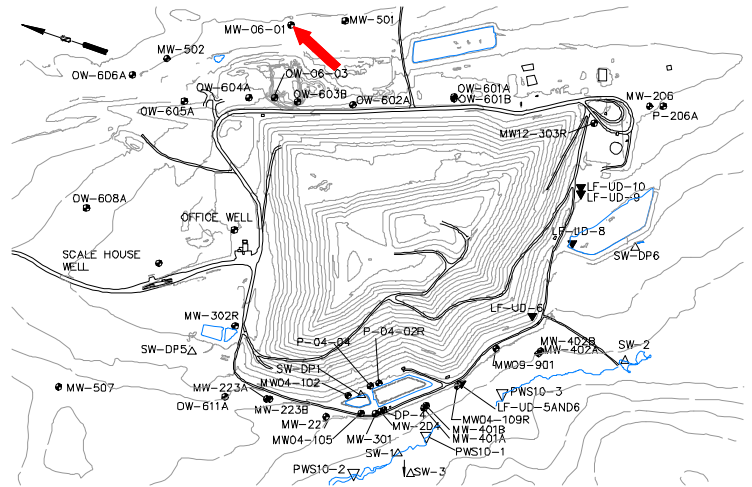 MW-501
MW-06-01
MW-502
OW-606A
OW-06-03
OW-604A
OW-603B
OW-601A
OW-601B
OW-602A
OW-605A
MW-206
P-206A
MW12-303R
LF-UD-10
LF-UD-9
OW-608A
OFFICE WELL
LF-UD-8
SW-DP6
SCALE HOUSE
WELL
MW-302R
LF-UD-6
P-04-02R
P-04-04
SW-DP5
MW-402B
MW-402A
SW-2
MW09-901
SW-DP1
MW04-102
MW-507
MW-223A
OW-611A
MW-223B
PWS10-3
LF-UD-5AND6
MW04-109R
DP-4
MW-227
MW-204
MW-401B
MW-401A
MW04-105
MW-301
SW-1
PWS10-1
PWS10-2
SW-3